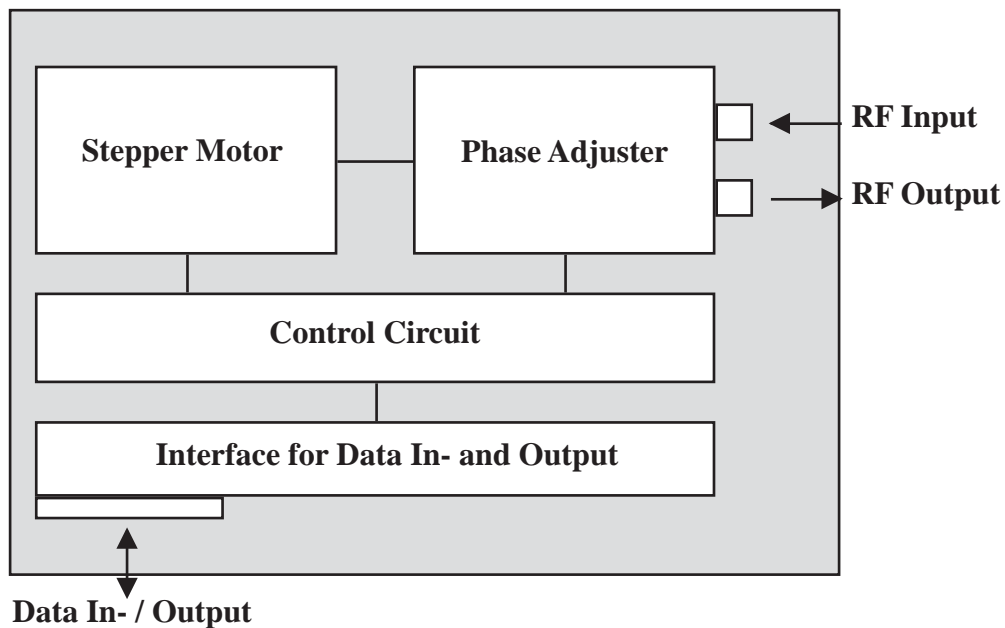 Stepper Motor
Phase Adjuster
RF Input
RF Output
Control Circuit
Interface for Data In- and Output
Data In- / Output